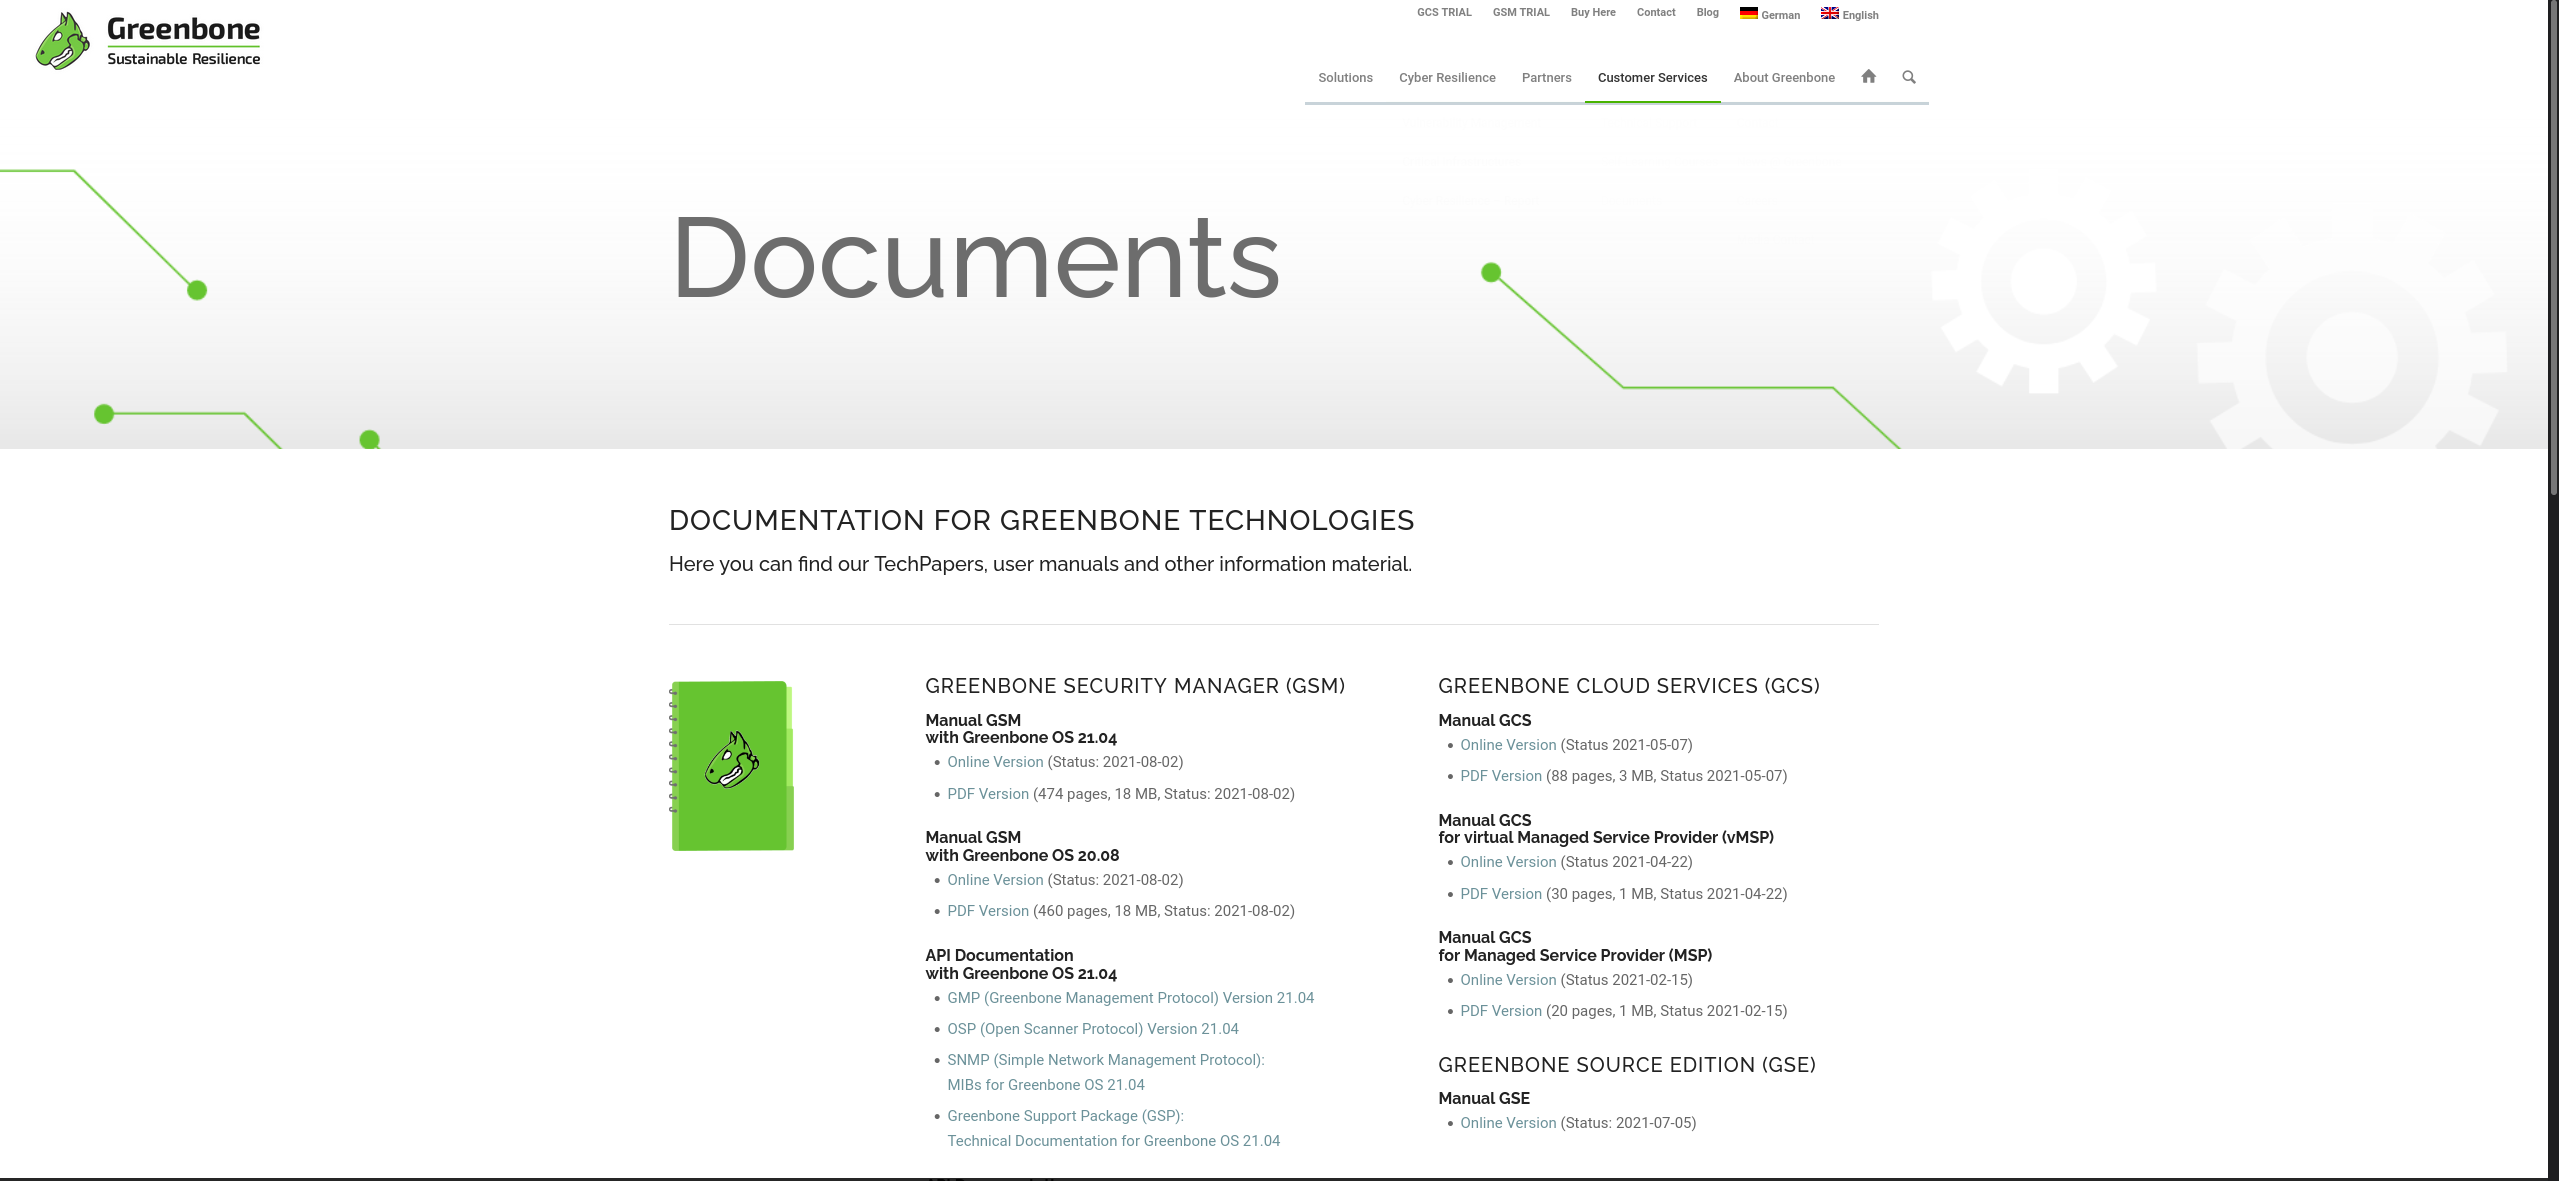 Greenbone
Sustainable Resilience
GCS TRIAL
GSM TRIAL
Buy Here
Contact
Blog
German
English
Solutions
Cyber Resilience
Partners
Customer Services
About Greenbone
Documents
DOCUMENTATION FOR GREENBONE TECHNOLOGIES
Here you can find our TechPapers, user manuals and other information material.
GREENBONE SECURITY MANAGER (GSM)
Manual GSM
with Greenbone OS 21.04
• Online Version (Status: 2021-08-02)
• PDF Version (474 pages, 18 MB, Status: 2021-08-02)
Manual GSM
with Greenbone OS 20.08
• Online Version (Status: 2021-08-02)
• PDF Version (460 pages, 18 MB, Status: 2021-08-02)
API Documentation
with Greenbone OS 21.04
• GMP (Greenbone Management Protocol) Version 21.04
• OSP (Open Scanner Protocol) Version 21.04
• SNMP (Simple Network Management Protocol):
MIBs for Greenbone OS 21.04
• Greenbone Support Package (GSP):
Technical Documentation for Greenbone OS 21.04
GREENBONE CLOUD SERVICES (GCS)
Manual GCS
• Online Version (Status 2021-05-07)
• PDF Version (88 pages, 3 MB, Status 2021-05-07)
Manual GCS
for virtual Managed Service Provider (vMSP)
• Online Version (Status 2021-04-22)
• PDF Version (30 pages, 1 MB, Status 2021-04-22)
Manual GCS
for Managed Service Provider (MSP)
• Online Version (Status 2021-02-15)
• PDF Version (20 pages, 1 MB, Status 2021-02-15)
GREENBONE SOURCE EDITION (GSE)
Manual GSE
• Online Version (Status: 2021-07-05)